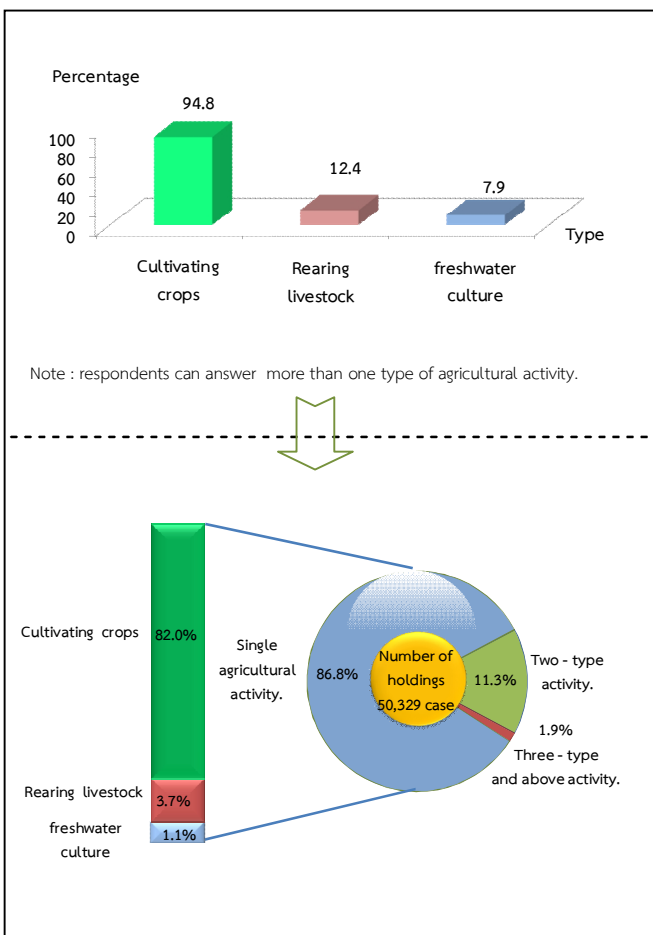 Percentage
94.8
12.4
7.9
100
80
60
40
20
0
Type
Cultivating
crops
Rearing
livestock
freshwater
culture
Note : respondents can answer more than one type of agricultural activity.
Cultivating crops
82.0%
Rearing livestock
3.7%
freshwater
culture
1.1%
Single
agricultural
activity.
86.8%
Number of
holdings
50,329 case
11.3%
Two - type
activity.
1.9%
Three - type
and above activity.